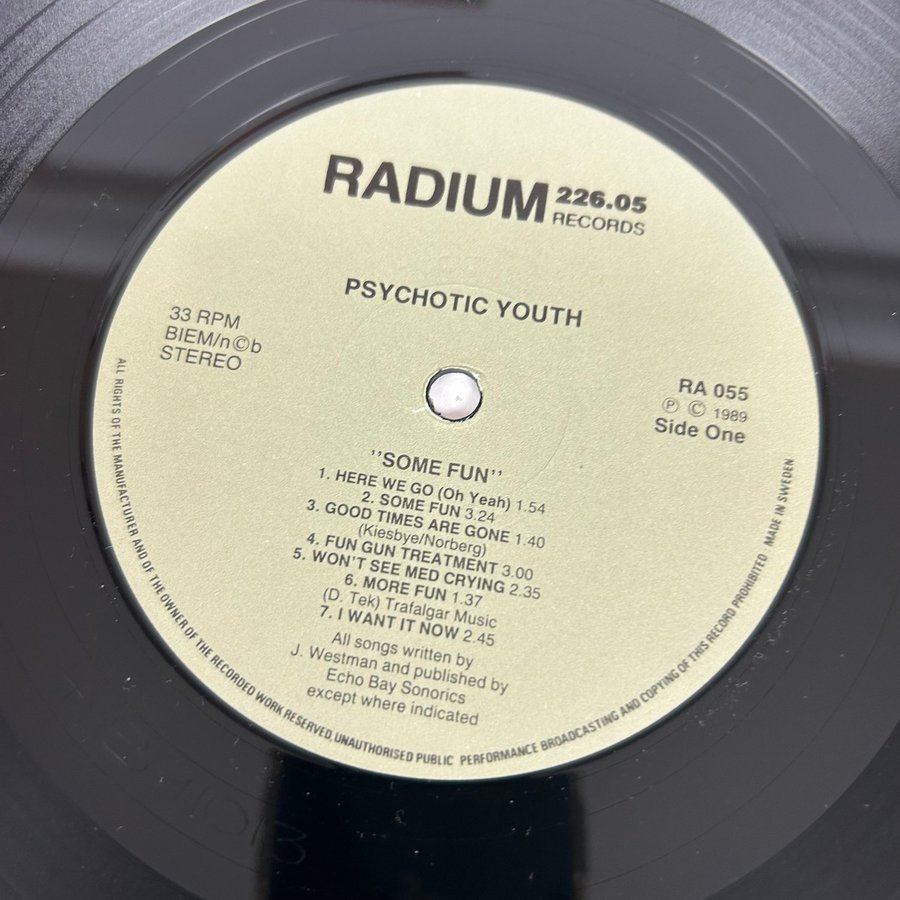 RADIUM 226.05
RECORDS
PSYCHOTIC YOUTH
33 RPM
BIEM/n©b
STEREO
RA 055
Ⓟ © 1989
Side One
''SOME FUN''
1. HERE WE GO (Oh Yeah) 1.54
2. SOME FUN 3.24
3. GOOD TIMES ARE GONE 1.40
(Kiesbye/Norberg)
4. FUN GUN TREATMENT 3.00
5. WON'T SEE MED CRYING 2.35
6. MORE FUN 1.37
(D. Tek) Trafalgar Music
7. I WANT IT NOW 2.45
All songs written by
J. Westman and published by
Echo Bay Sonorics
except where indicated
ALL RIGHTS OF THE MANUFACTURER AND OF THE OWNER OF THE RECORDED WORK RESERVED. UNAUTHORISED PUBLIC PERFORMANCE BROADCASTING AND COPYING OF THIS RECORD PROHIBITED MADE IN SWEDEN